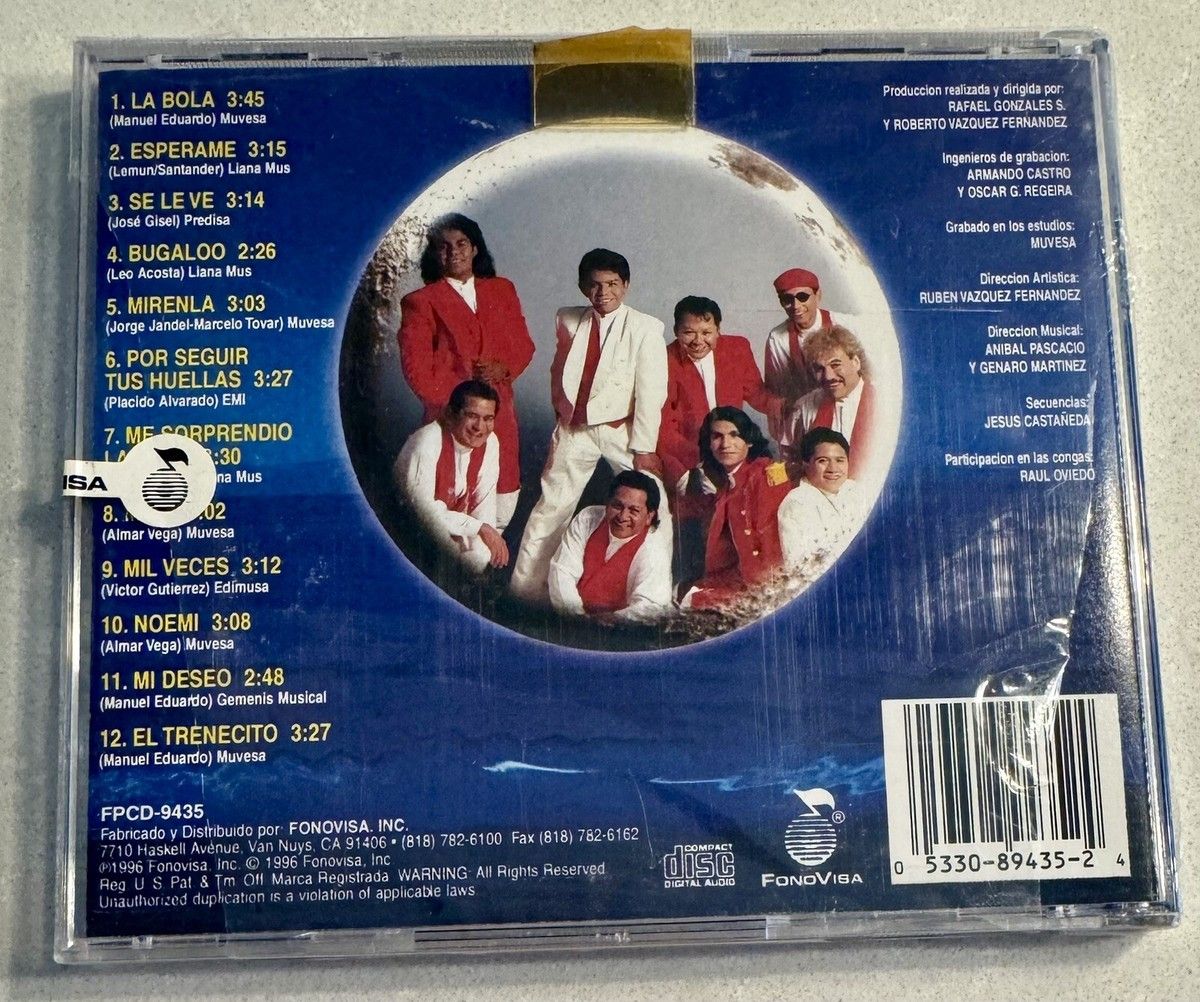 1. LA BOLA 3:45
(Manuel Eduardo) Muvesa
2. ESPERAME 3:15
(Lemun/Santander) Liana Mus
3. SE LE VE 3:14
(José Gisel) Predisa
4. BUGALOO 2:26
(Leo Acosta) Liana Mus
5. MIRENLA 3:03
(Jorge Jandel-Marcelo Tovar) Muvesa
6. POR SEGUIR
TUS HUELLAS 3:27
(Placido Alvarado) EMI
7. ME SORPRENDIO
LA :30
Mus
ISA
8. :02
(Almar Vega) Muvesa
9. MIL VECES 3:12
(Victor Gutierrez) Edimusa
10. NOEMI 3:08
(Almar Vega) Muvesa
11. MI DESEO 2:48
(Manuel Eduardo) Gemenis Musical
12. EL TRENECITO 3:27
(Manuel Eduardo) Muvesa
FPCD-9435
Fabricado y Distribuido por: FONOVISA, INC.
7710 Haskell Avenue, Van Nuys, CA 91406 • (818) 782-6100 Fax (818) 782-6162
℗1996 Fonovisa, Inc. © 1996 Fonovisa, Inc
Reg. U S Pat & Tm Off Marca Registrada WARNING: All Rights Reserved
Unauthorized duplication is a violation of applicable laws
Produccion realizada y dirigida por:
RAFAEL GONZALES S.
Y ROBERTO VAZQUEZ FERNANDEZ
Ingenieros de grabacion:
ARMANDO CASTRO
Y OSCAR G. REGEIRA
Grabado en los estudios:
MUVESA
Direccion Artistica:
RUBEN VAZQUEZ FERNANDEZ
Direccion Musical:
ANIBAL PASCACIO
Y GENARO MARTINEZ
Secuencias:
JESUS CASTAÑEDA
Participacion en las congas:
RAUL OVIEDO
COMPACT
disc
DIGITAL AUDIO
®
FONOVISA
0 5330-89435-2 4